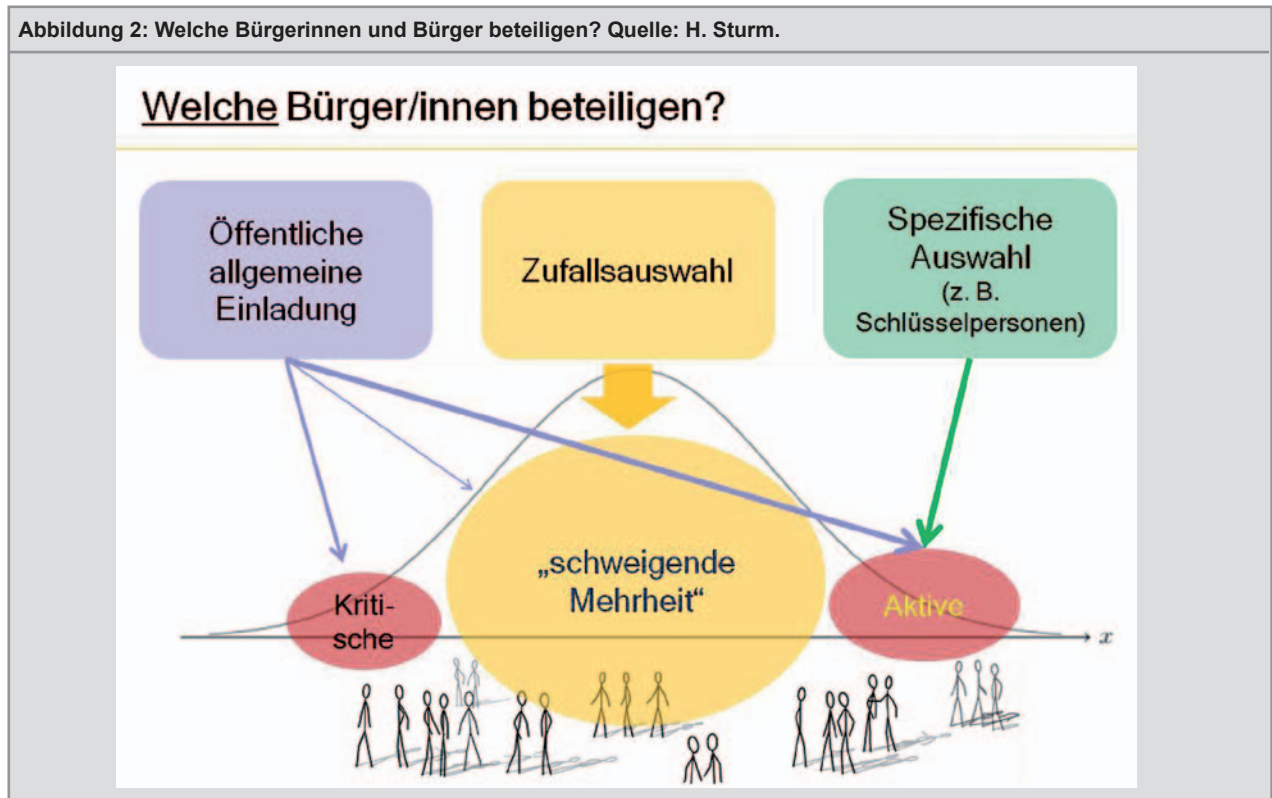 Abbildung 2: Welche Bürgerinnen und Bürger beteiligen? Quelle: H. Sturm.
Welche Bürger/innen beteiligen?
Öffentliche
allgemeine
Einladung
Zufallsauswahl
Spezifische
Auswahl
(z. B.
Schlüsselpersonen)
Kriti-
sche
„schweigende
Mehrheit“
Aktive
x